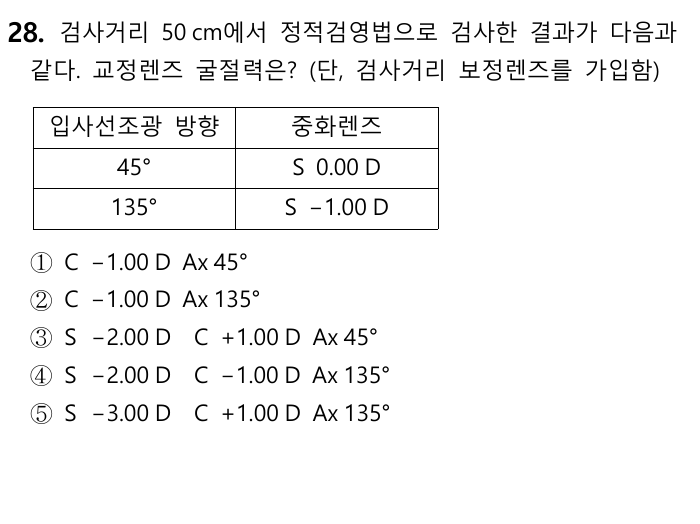 28. 검사거리 50 cm에서 정적검영법으로 검사한 결과가 다음과
같다. 교정렌즈 굴절력은? (단, 검사거리 보정렌즈를 가입함)
입사선조광 방향 중화렌즈
45° S 0.00 D
135° S −1.00 D
① C −1.00 D Ax 45°
② C −1.00 D Ax 135°
③ S −2.00 D C +1.00 D Ax 45°
④ S −2.00 D C −1.00 D Ax 135°
⑤ S −3.00 D C +1.00 D Ax 135°